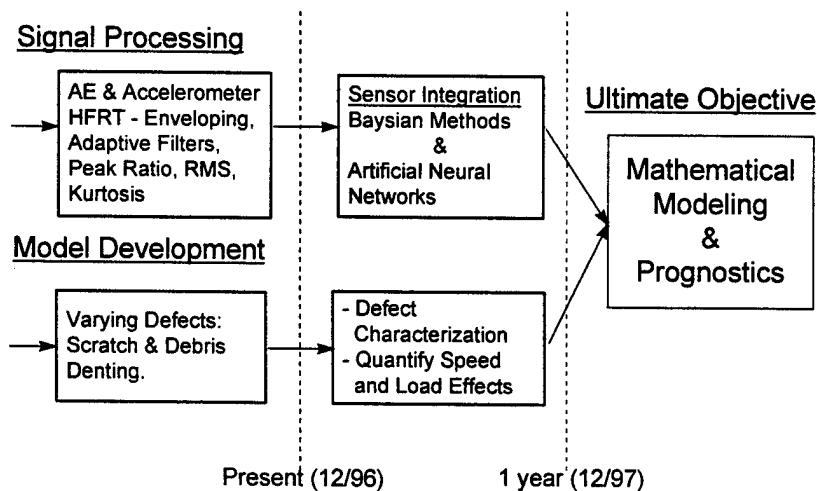 Signal Processing
AE & Accelerometer
HFRT - Enveloping,
Adaptive Filters,
Peak Ratio, RMS,
Kurtosis
Sensor Integration
Baysian Methods
&
Artificial Neural
Networks
Ultimate Objective
Mathematical
Modeling
&
Prognostics
Model Development
Varying Defects:
Scratch & Debris
Denting.
- Defect
Characterization
- Quantify Speed
and Load Effects
Present (12/96)
1 year (12/97)